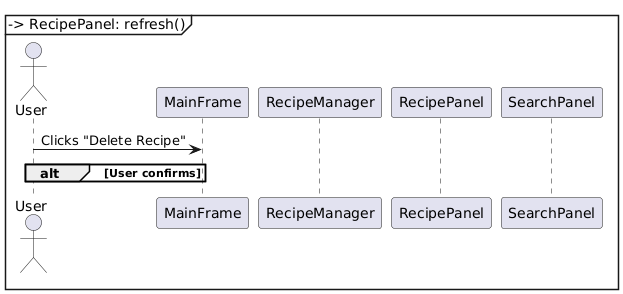 -> RecipePanel: refresh()
User
MainFrame RecipeManager RecipePanel SearchPanel
Clicks "Delete Recipe"
alt [User confirms]
User
MainFrame RecipeManager RecipePanel SearchPanel